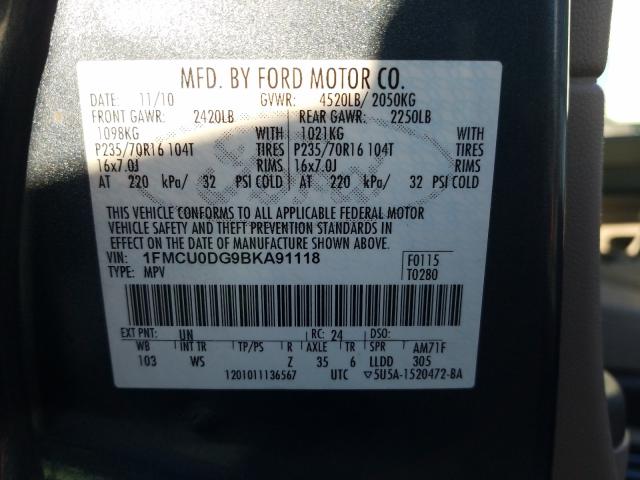 MFD. BY FORD MOTOR CO.
DATE: 11/10 GVWR: 4520LB/ 2050KG
FRONT GAWR: 2420LB REAR GAWR: 2250LB
1098KG WITH 1021KG WITH
P235/70R16 104T TIRES P235/70R16 104T TIRES
16x7.0J RIMS 16x7.0J RIMS
AT 220 kPa/ 32 PSI COLD AT 220 kPa/ 32 PSI COLD
THIS VEHICLE CONFORMS TO ALL APPLICABLE FEDERAL MOTOR
VEHICLE SAFETY AND THEFT PREVENTION STANDARDS IN
EFFECT ON THE DATE OF MANUFACTURE SHOWN ABOVE.
VIN: 1FMCU0DG9BKA91118 F0115
TYPE: MPV T0280
EXT PNT: UN RC: 24 DSO:
WB INT TR TP/PS R AXLE TR SPR AM71F
103 WS Z 35 6 LLDD 305
1201011136567 UTC ▽5U5A-1520472-BA